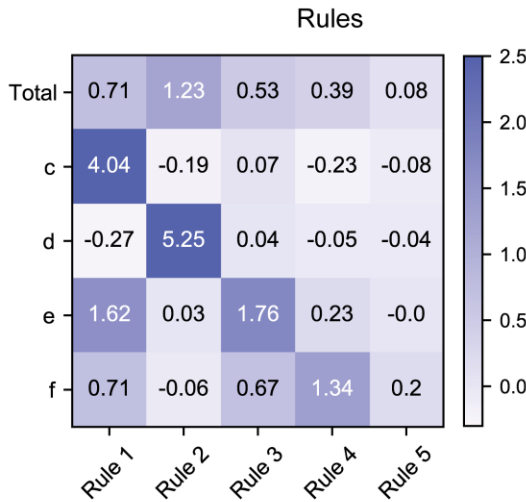 Rules
Total 0.71 1.23 0.53 0.39 0.08
c 4.04 -0.19 0.07 -0.23 -0.08
d -0.27 5.25 0.04 -0.05 -0.04
e 1.62 0.03 1.76 0.23 -0.0
f 0.71 -0.06 0.67 1.34 0.2
Rule 1 Rule 2 Rule 3 Rule 4 Rule 5
2.5
2.0
1.5
1.0
0.5
0.0